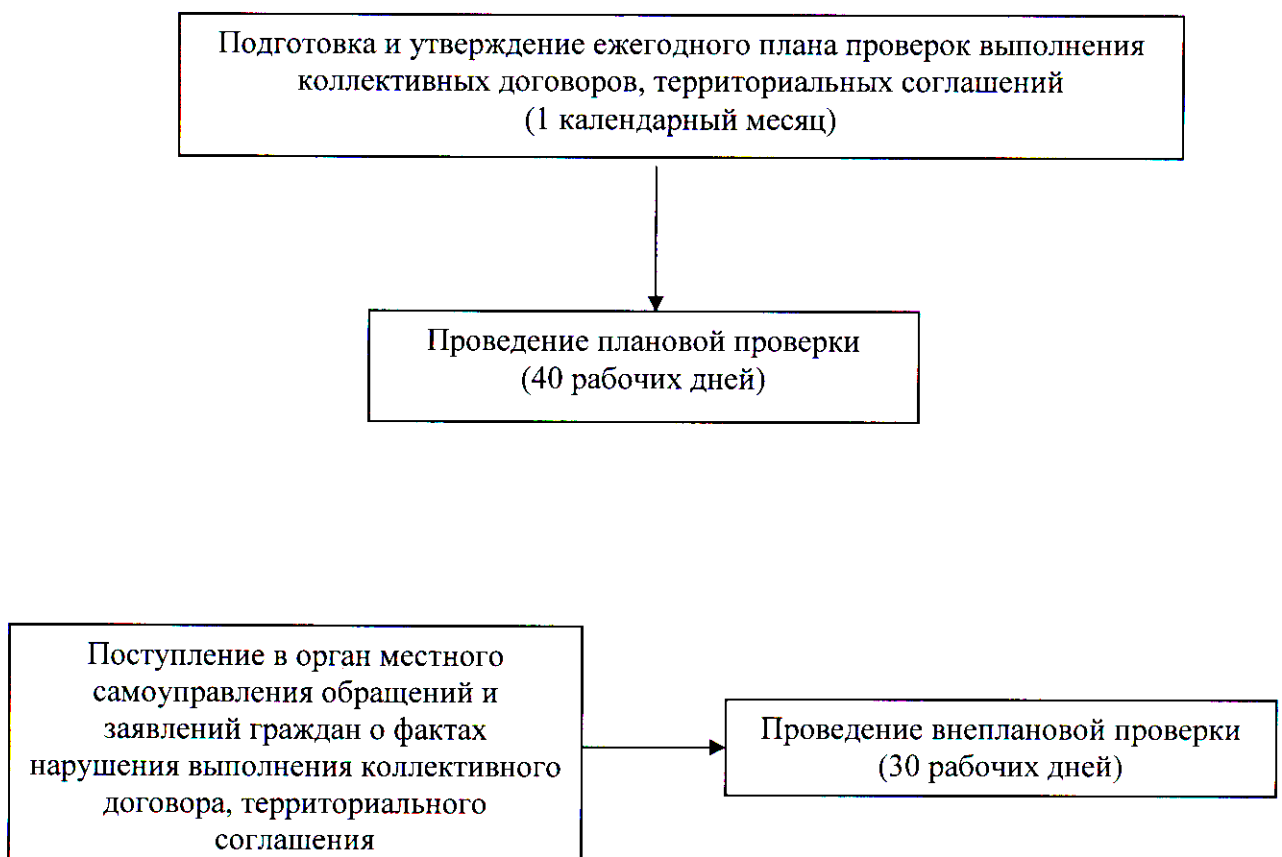 Подготовка и утверждение ежегодного плана проверок выполнения
коллективных договоров, территориальных соглашений
(1 календарный месяц)
Проведение плановой проверки
(40 рабочих дней)
Поступление в орган местного
самоуправления обращений и
заявлений граждан о фактах
нарушения выполнения коллективного
договора, территориального
соглашения
Проведение внеплановой проверки
(30 рабочих дней)